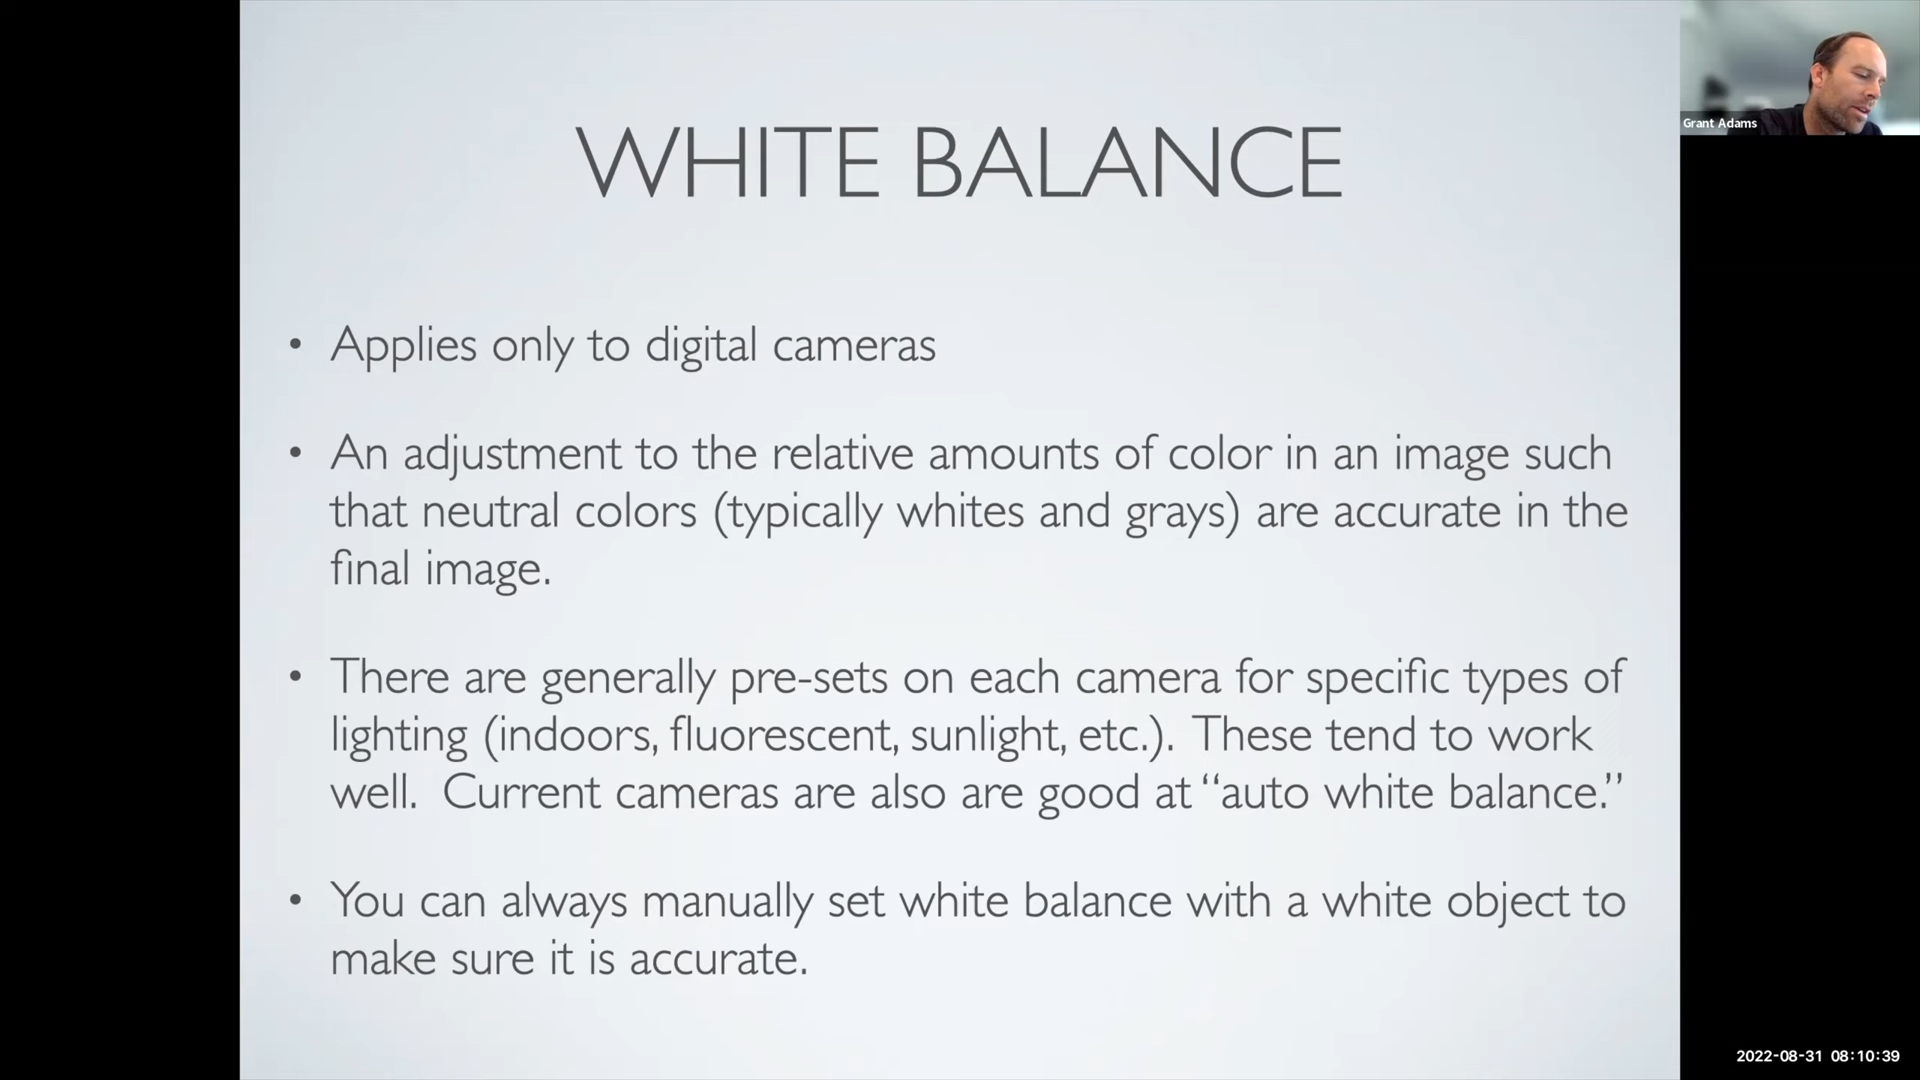 WHITE BALANCE
Grant Adams
• Applies only to digital cameras
• An adjustment to the relative amounts of color in an image such
that neutral colors (typically whites and grays) are accurate in the
final image.
• There are generally pre-sets on each camera for specific types of
lighting (indoors, fluorescent, sunlight, etc.).  These tend to work
well.  Current cameras are also are good at “auto white balance.”
• You can always manually set white balance with a white object to
make sure it is accurate.
2022-08-31 08:10:39